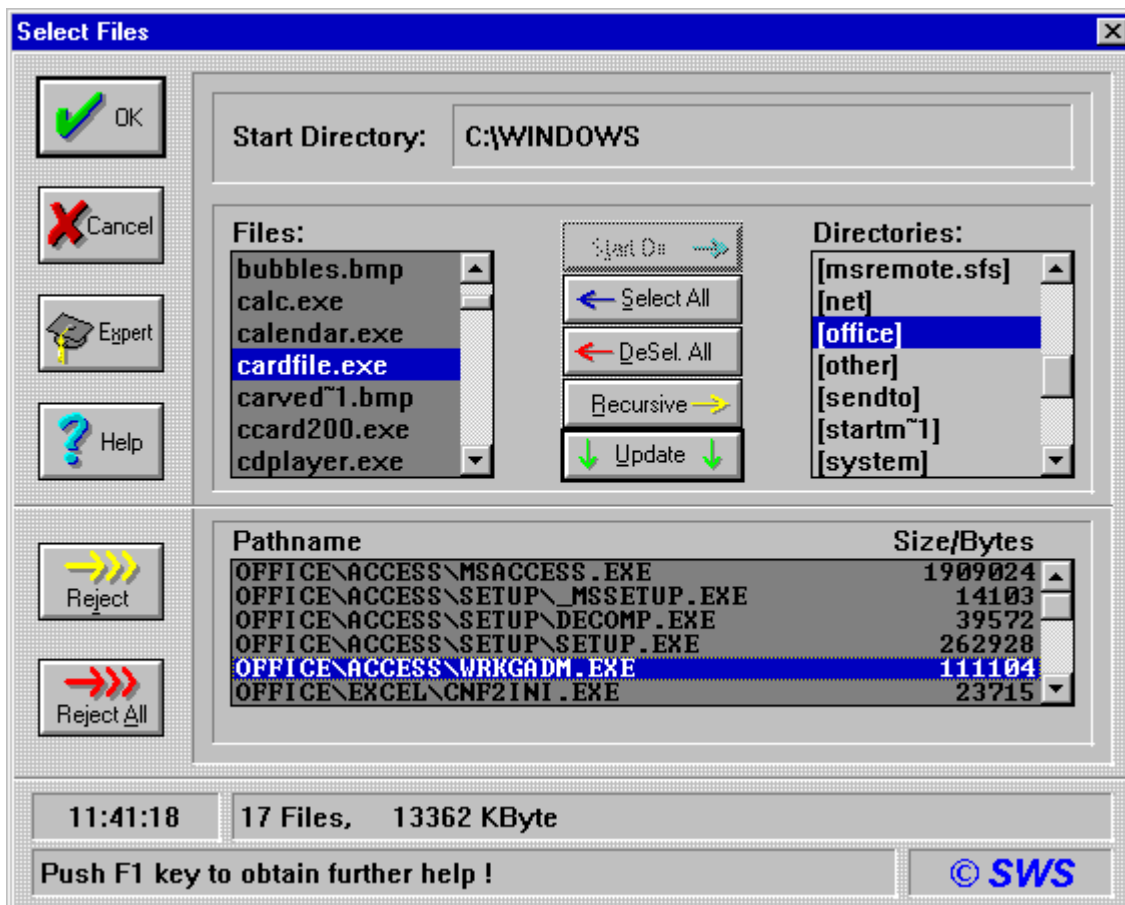 Select Files
OK
Start Directory: C:\WINDOWS
Cancel
Files:
bubbles.bmp
calc.exe
calendar.exe
cardfile.exe
carved~1.bmp
ccard200.exe
cdplayer.exe
Select All
DeSel. All
Recursive
Update
Directories:
[msremote.sfs]
[net]
[office]
[other]
[sendto]
[startm~1]
[system]
Expert
Help
Pathname Size/Bytes
OFFICE\ACCESS\MSACCESS.EXE 1909024
OFFICE\ACCESS\SETUP\_MSSETUP.EXE 14103
OFFICE\ACCESS\SETUP\DECOMP.EXE 39572
OFFICE\ACCESS\SETUP\SETUP.EXE 262928
OFFICE\ACCESS\WRKGADM.EXE 111104
OFFICE\EXCEL\CNF2INI.EXE 23715
Reject
Reject All
11:41:18 17 Files, 13362 KByte
Push F1 key to obtain further help !
© SWS